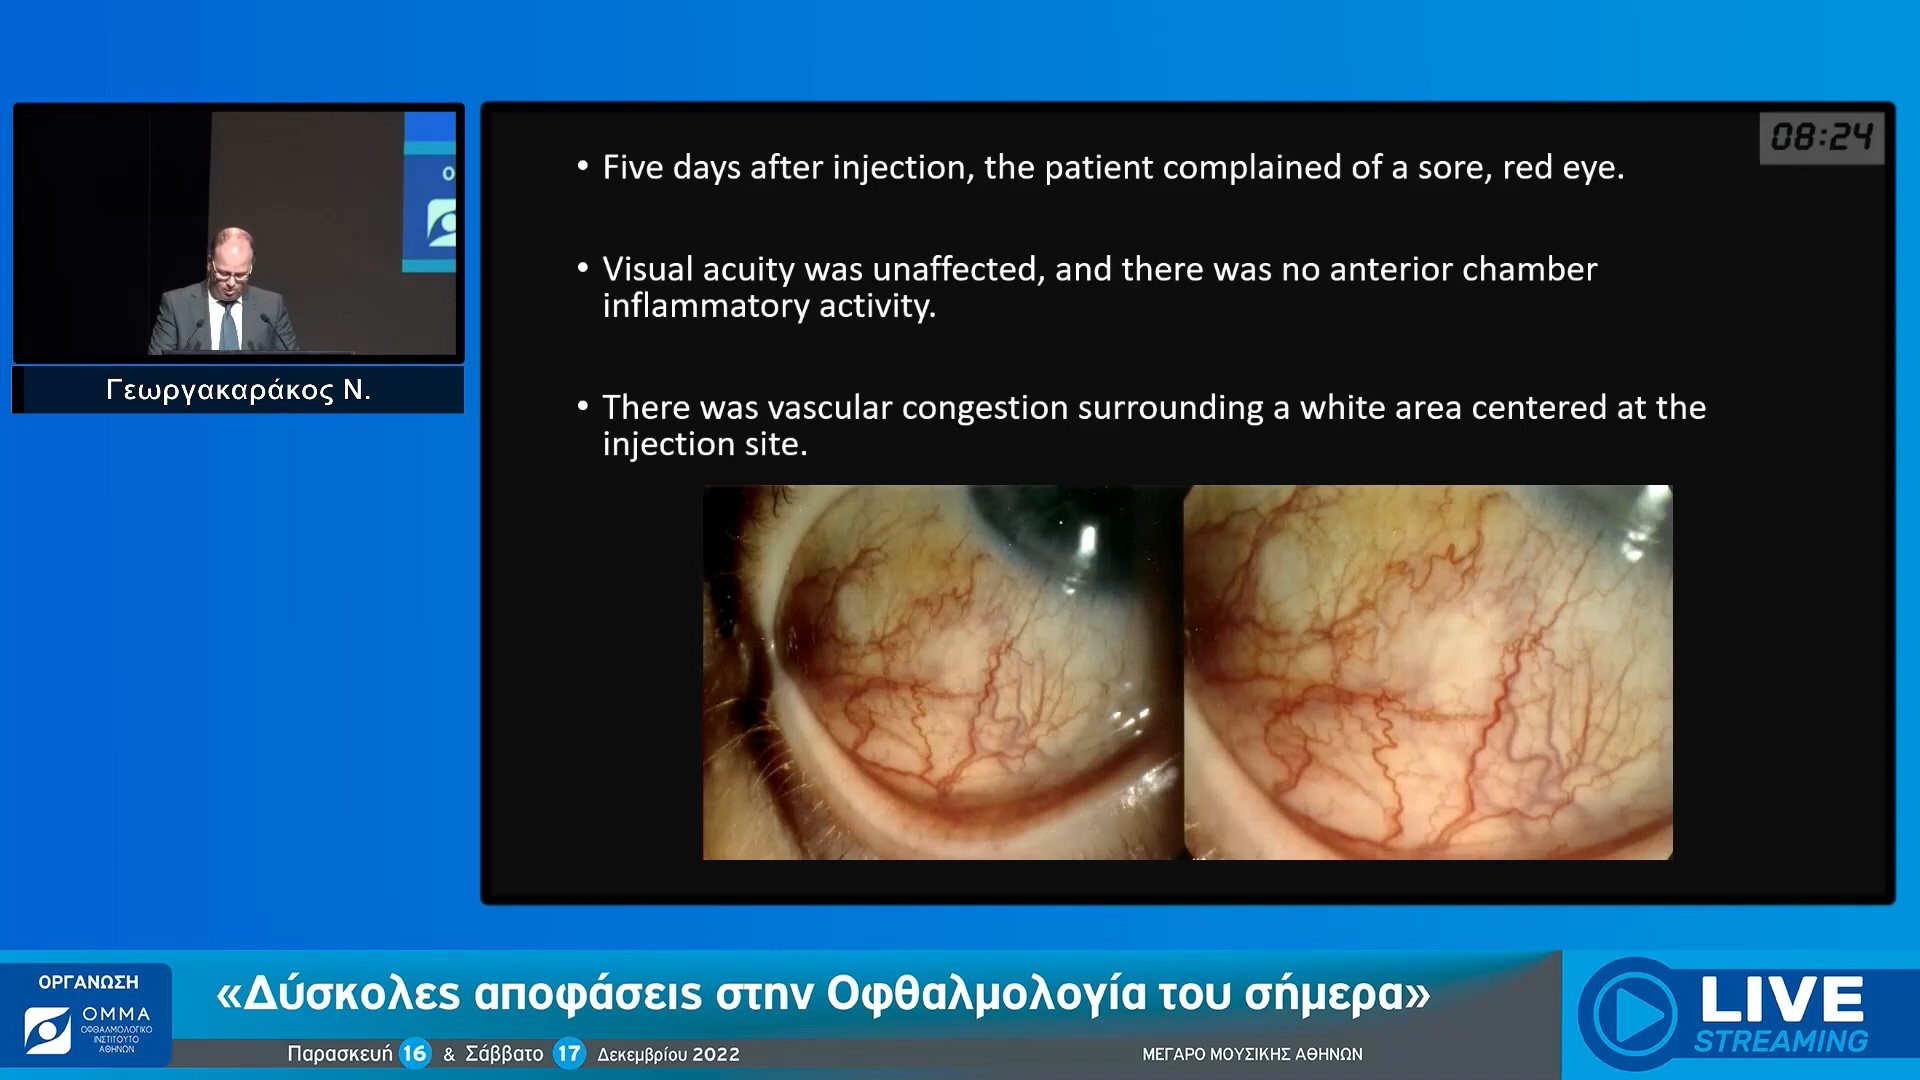 08:24
• Five days after injection, the patient complained of a sore, red eye.
• Visual acuity was unaffected, and there was no anterior chamber
inflammatory activity.
• There was vascular congestion surrounding a white area centered at the
injection site.
Γεωργακαράκος Ν.
ΟΡΓΑΝΩΣΗ
ΟΜΜΑ
ΟΦΘΑΛΜΟΛΟΓΙΚΟ
ΙΝΣΤΙΤΟΥΤΟ
ΑΘΗΝΩΝ
«Δύσκολες αποφάσεις στην Οφθαλμολογία του σήμερα»
Παρασκευή 16 & Σάββατο 17 Δεκεμβρίου 2022
ΜΕΓΑΡΟ ΜΟΥΣΙΚΗΣ ΑΘΗΝΩΝ
LIVE
STREAMING